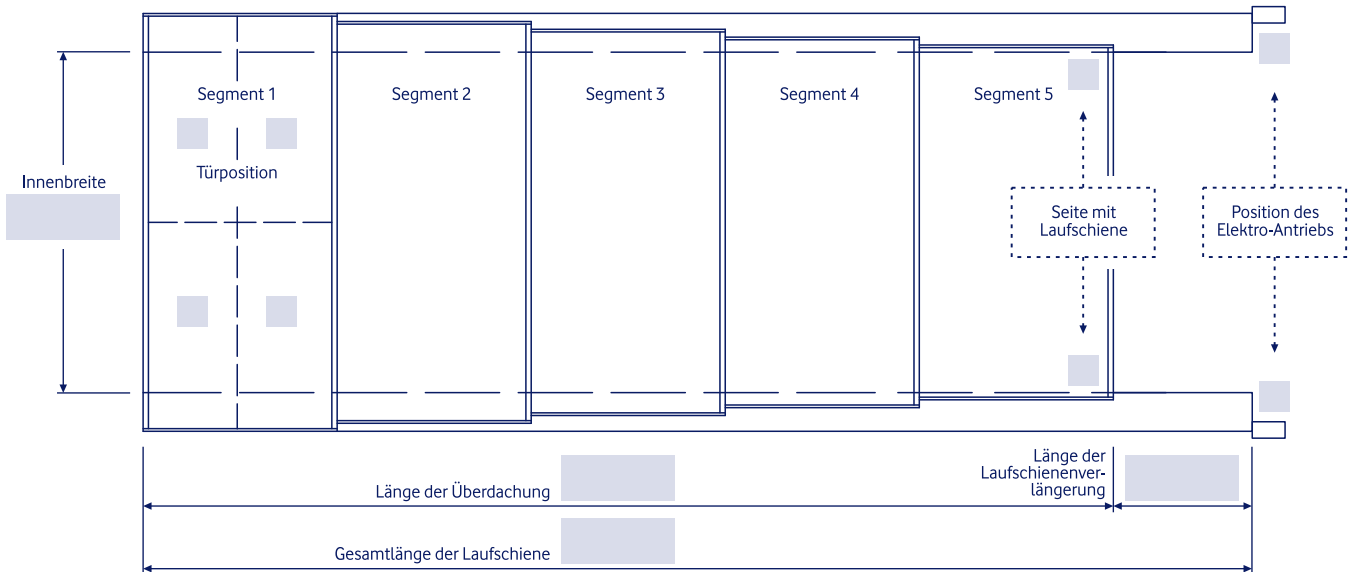 Segment 1
Segment 2
Segment 3
Segment 4
Segment 5
Türposition
Innenbreite
Seite mit
Laufschiene
Position des
Elektro-Antriebs
Länge der
Laufschienenver-
längerung
Länge der Überdachung
Gesamtlänge der Laufschiene